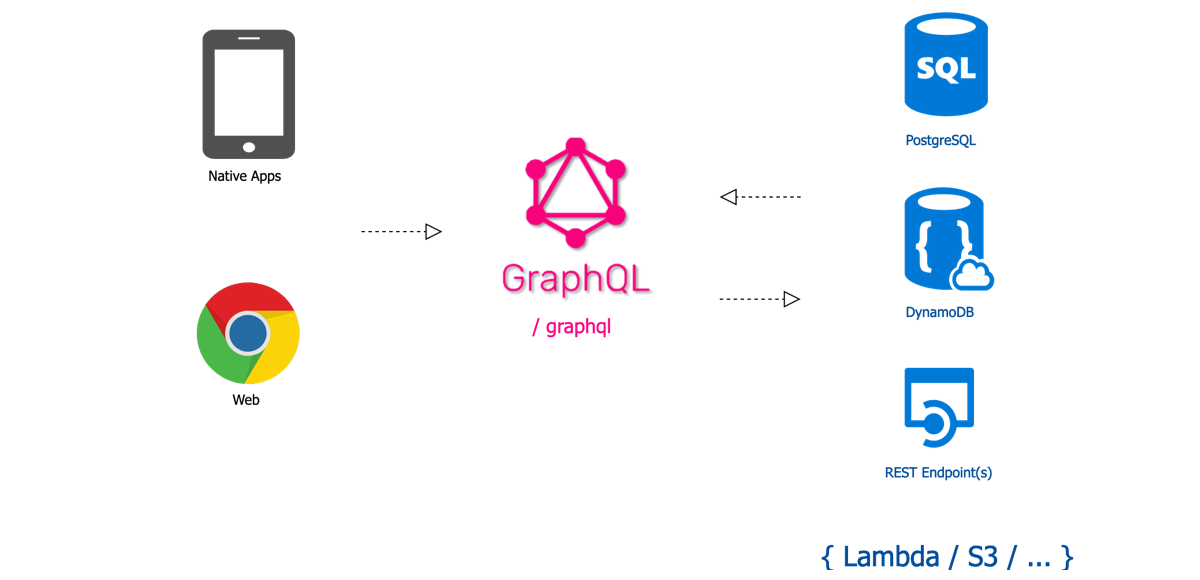 Native Apps
Web
GraphQL
/ graphql
SQL
PostgreSQL
{ }
DynamoDB
REST Endpoint(s)
{ Lambda / S3 / ... }